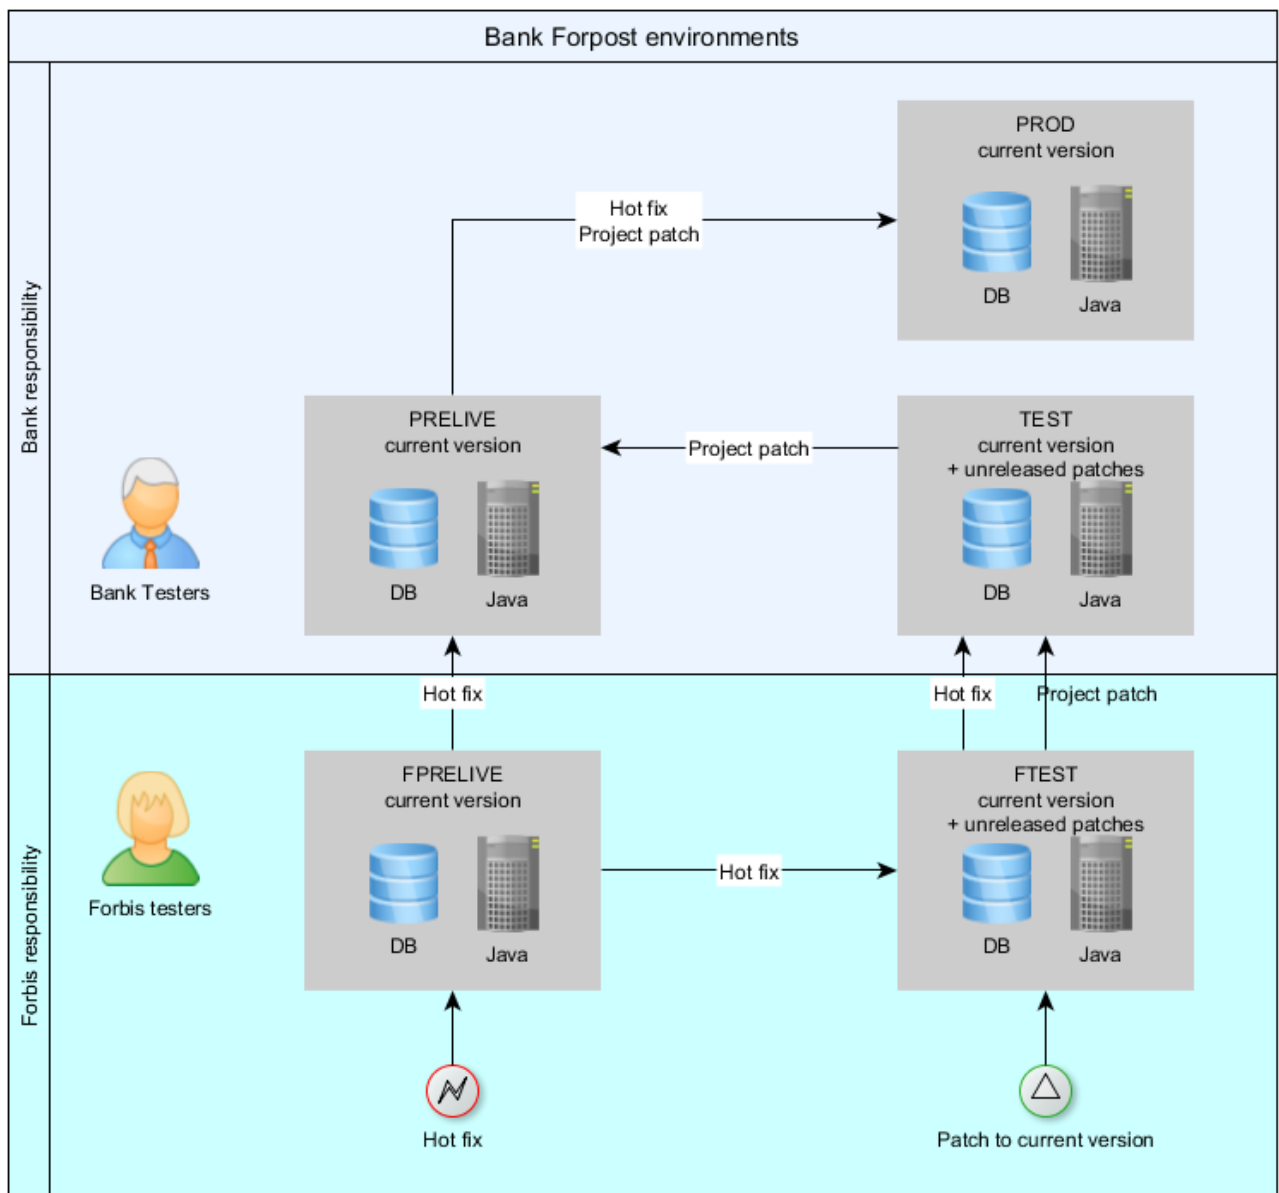 Bank Forpost environments
Bank responsibility
PROD
current version
DB
Java
Hot fix
Project patch
PRELIVE
current version
DB
Java
Project patch
TEST
current version
+ unreleased patches
DB
Java
Bank Testers
Hot fix
Hot fix
Project patch
Forbis responsibility
Forbis testers
FPRELIVE
current version
DB
Java
Hot fix
FTEST
current version
+ unreleased patches
DB
Java
Hot fix
Patch to current version